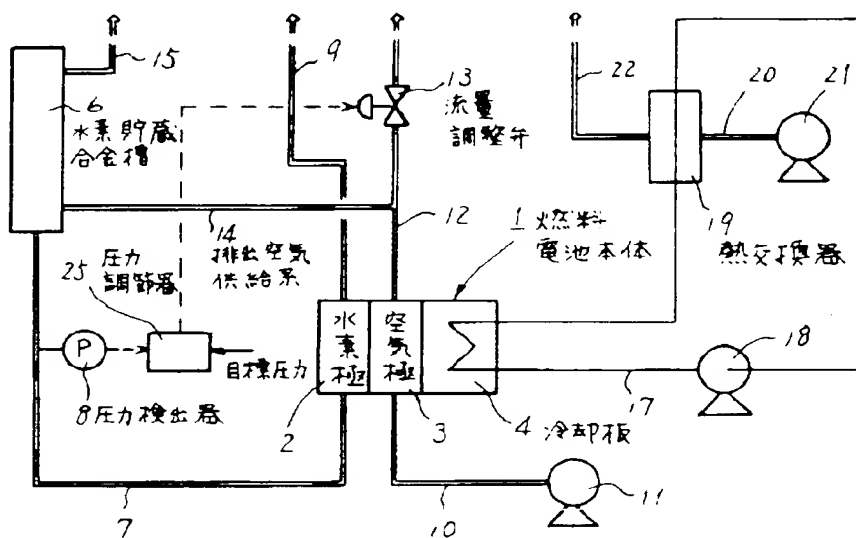 15
9
13
流量
調整弁
22
20
21
6
水素貯蔵
合金槽
14
排出空気
供給系
12
1 燃料
電池本体
19
熱交換器
25
圧力
調節器
P
目標圧力
8 圧力検出器
水素極
空気極
2
3
4 冷却板
17
18
7
10
11